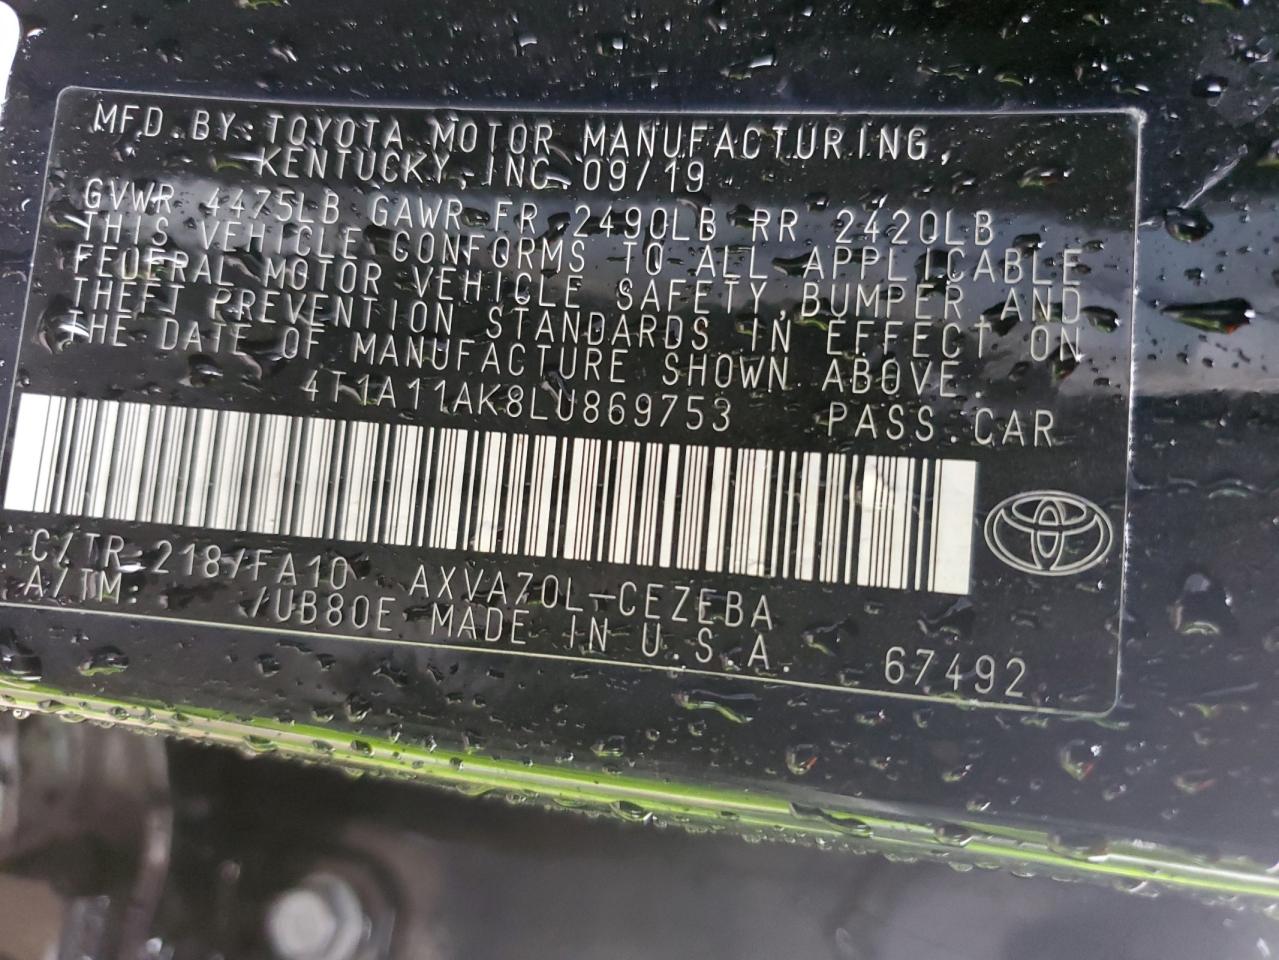 MFD.BY:TOYOTA MOTOR MANUFACTURING,
KENTUCKY,INC.09/19
GVWR 4475LB GAWR FR 2490LB RR 2420LB
THIS VEHICLE CONFORMS TO ALL APPLICABLE
FEDERAL MOTOR VEHICLE SAFETY,BUMPER AND
THEFT PREVENTION STANDARDS IN EFFECT ON
THE DATE OF MANUFACTURE SHOWN ABOVE.
4T1A11AK8LU869753 PASS.CAR
C/TR:218/FA10 AXVA70L-CEZEBA
A/TM: /UB80E MADE IN U.S.A. 67492